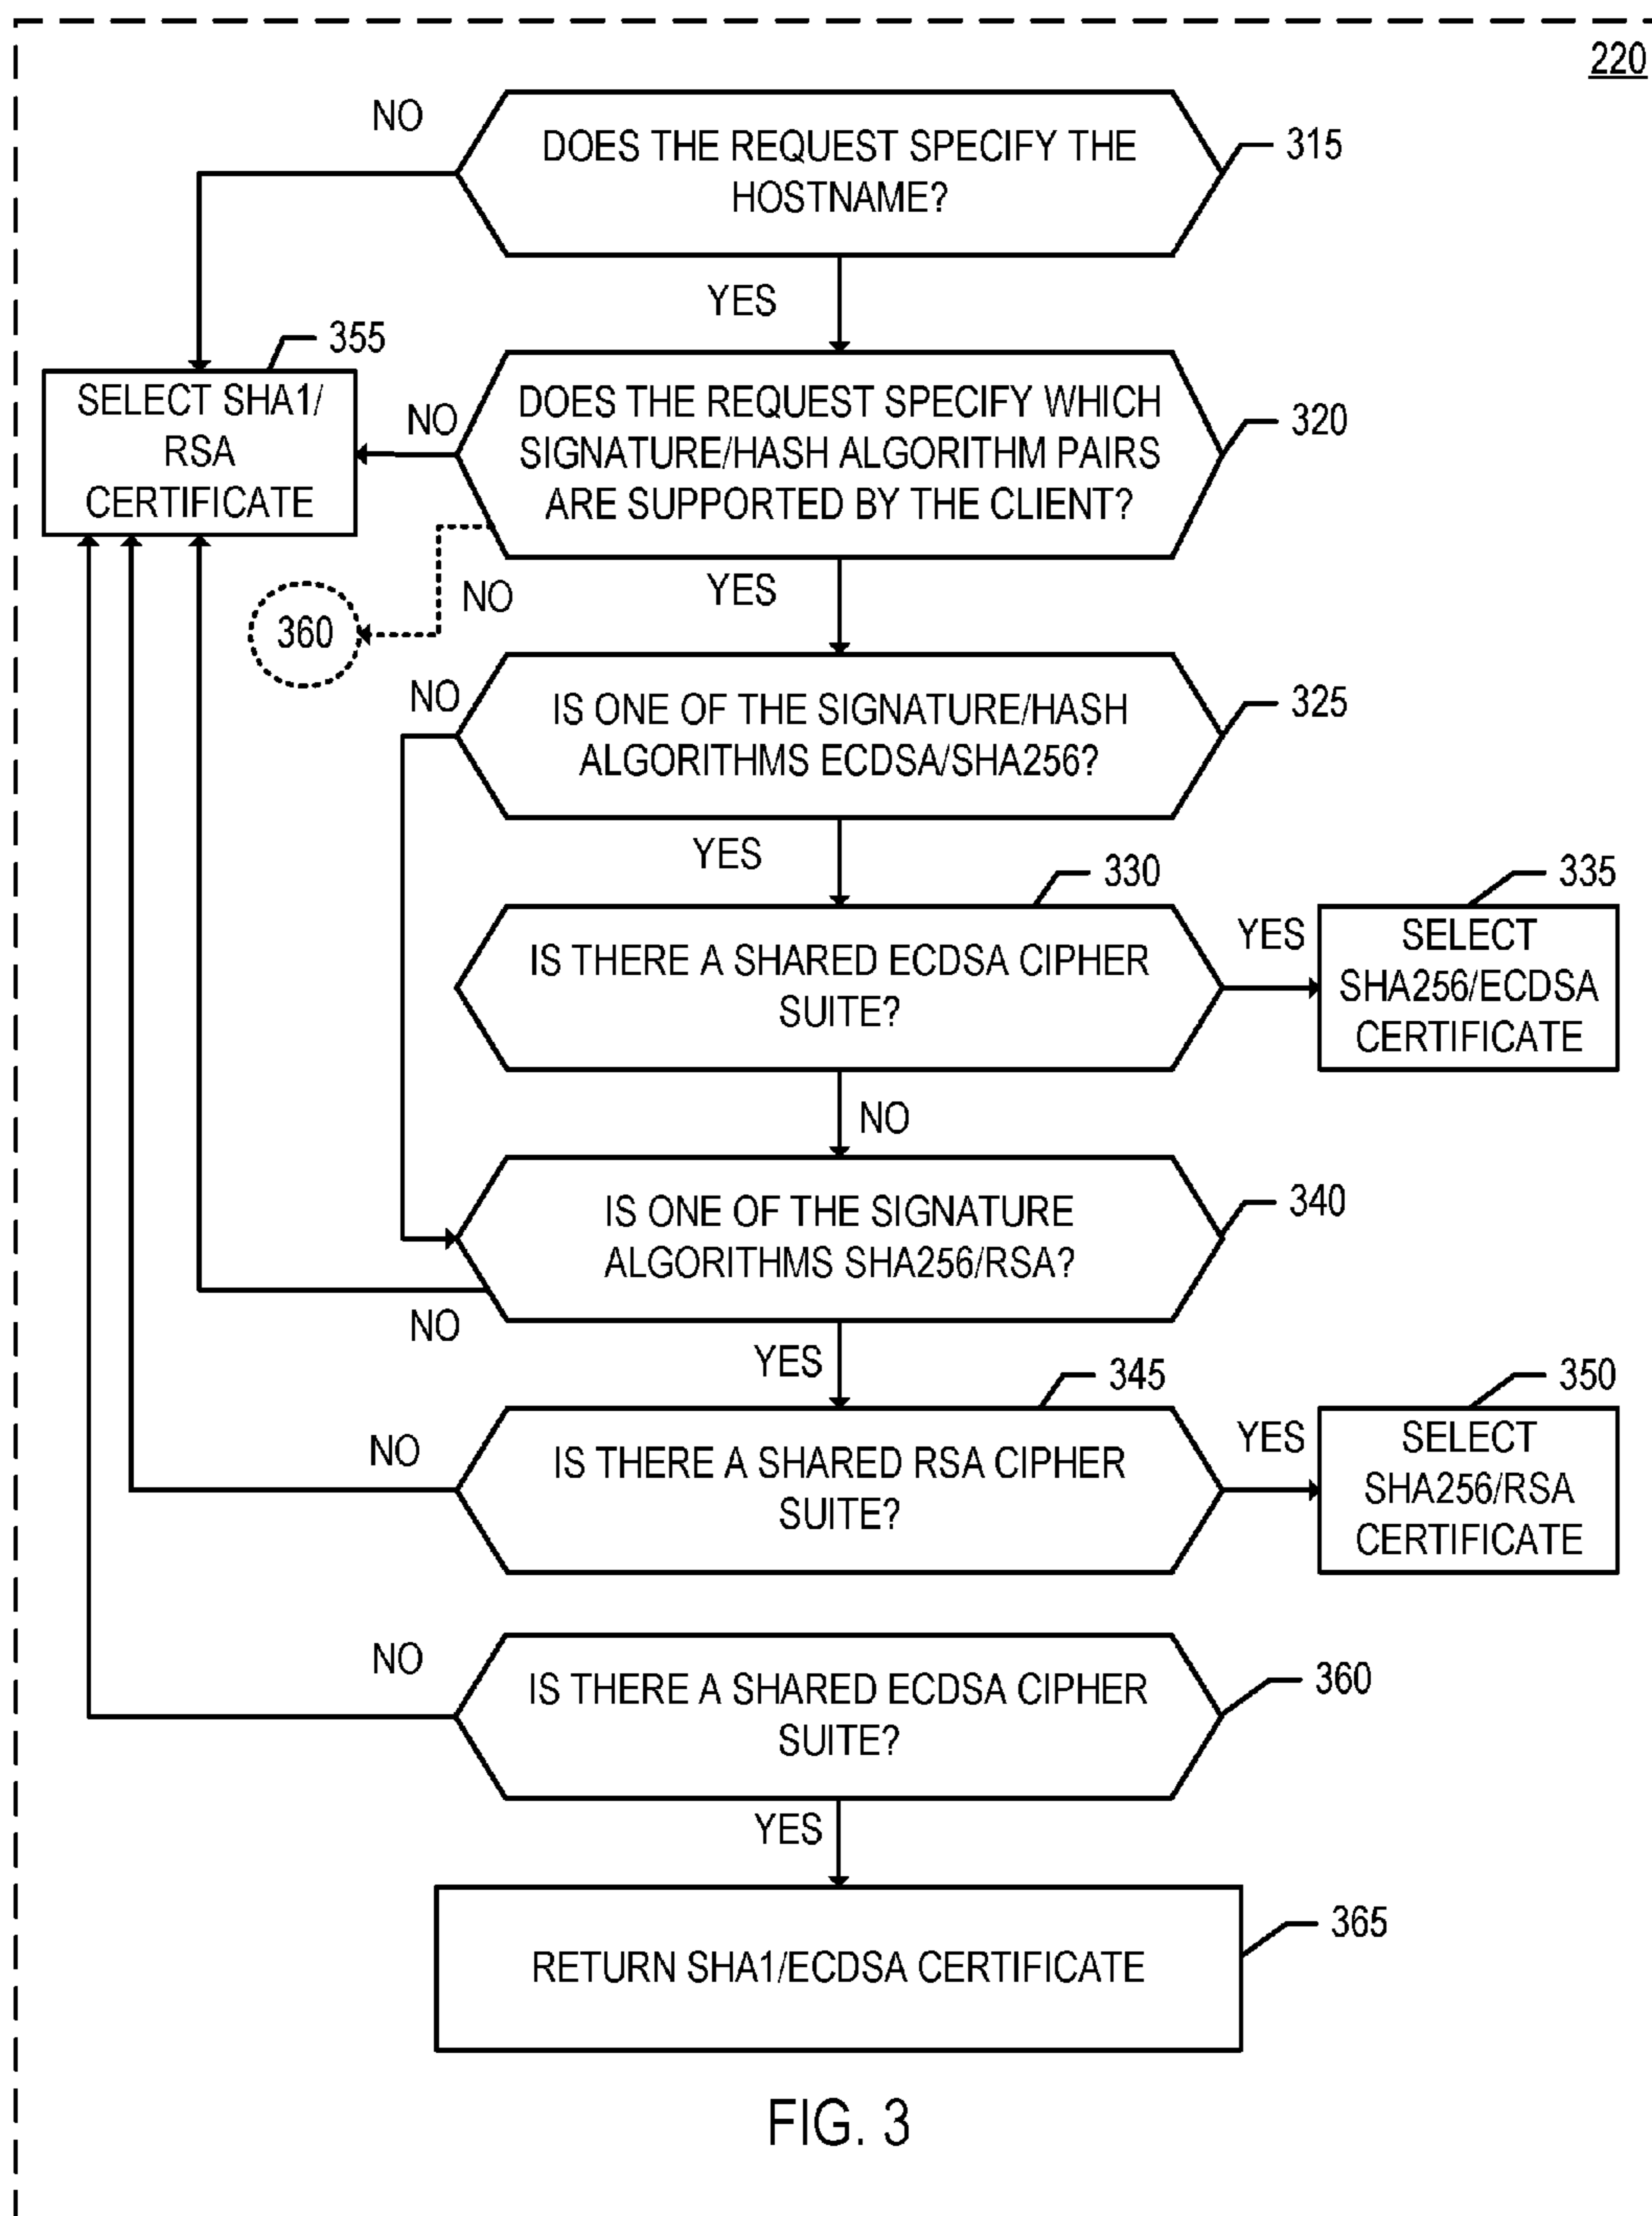 220
NO
DOES THE REQUEST SPECIFY THE
HOSTNAME?
315
YES
355
SELECT SHA1/
RSA
CERTIFICATE
NO
DOES THE REQUEST SPECIFY WHICH
SIGNATURE/HASH ALGORITHM PAIRS
ARE SUPPORTED BY THE CLIENT?
320
360
NO
YES
NO
IS ONE OF THE SIGNATURE/HASH
ALGORITHMS ECDSA/SHA256?
325
YES
330
IS THERE A SHARED ECDSA CIPHER
SUITE?
YES
335
SELECT
SHA256/ECDSA
CERTIFICATE
NO
IS ONE OF THE SIGNATURE
ALGORITHMS SHA256/RSA?
340
NO
YES
345
NO
IS THERE A SHARED RSA CIPHER
SUITE?
YES
350
SELECT
SHA256/RSA
CERTIFICATE
NO
IS THERE A SHARED ECDSA CIPHER
SUITE?
360
YES
RETURN SHA1/ECDSA CERTIFICATE
365
FIG. 3